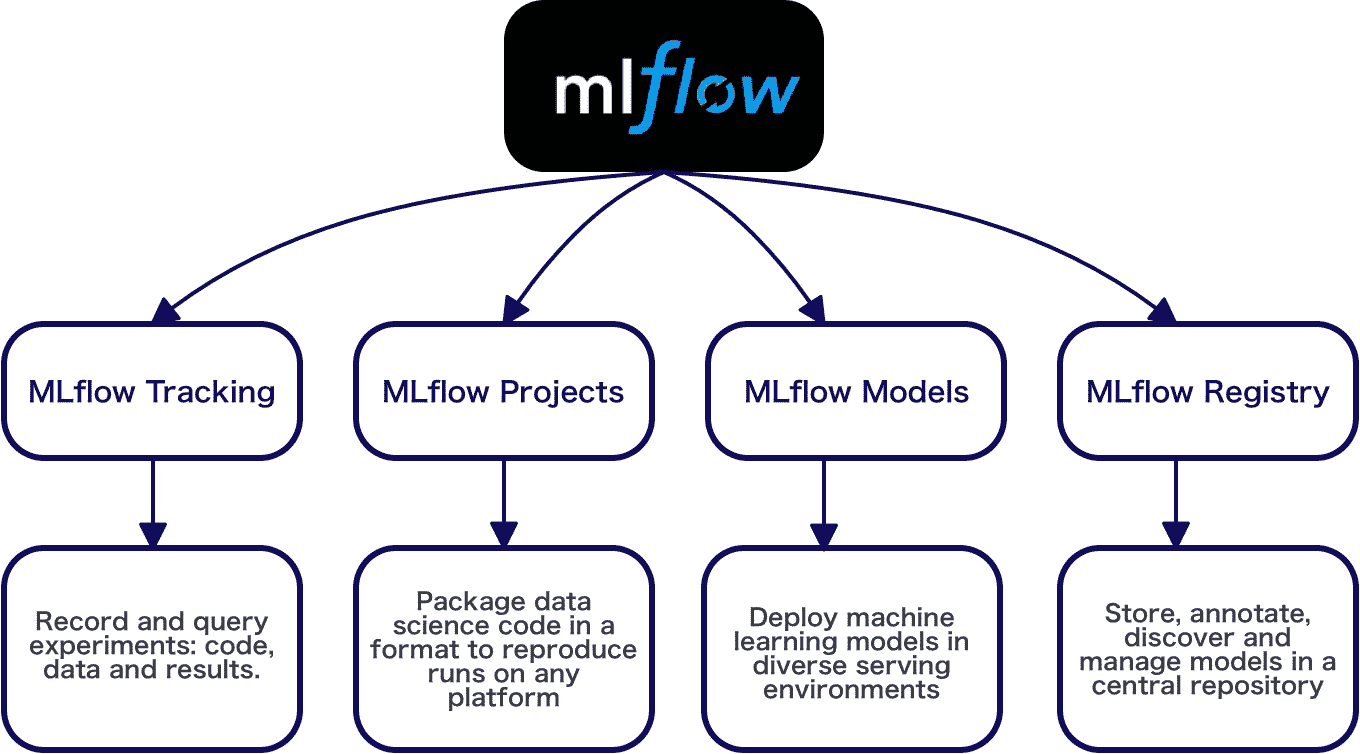 mlflow
MLflow Tracking
MLflow Projects
MLflow Models
MLflow Registry
Record and query
experiments: code,
data and results.
Package data
science code in a
format to reproduce
runs on any
platform
Deploy machine
learning models in
diverse serving
environments
Store, annotate,
discover and
manage models in a
central repository